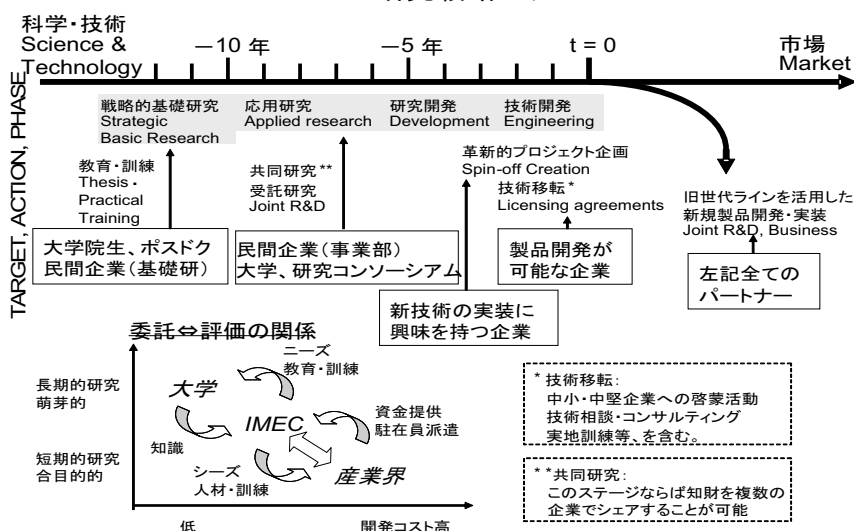 科学・技術
Science &
Technology
－10 年
－5 年
t = 0
市場
Market
TARGET, ACTION, PHASE
戦略的基礎研究
Strategic
Basic Research
応用研究
Applied research
研究開発
Development
技術開発
Engineering
教育・訓練
Thesis・
Practical
Training
共同研究**
受託研究
Joint R&D
革新的プロジェクト企画
Spin-off Creation
技術移転*
Licensing agreements
旧世代ラインを活用した
新規製品開発・実装
Joint R&D, Business
大学院生、ポスドク
民間企業(基礎研)
民間企業(事業部)
大学、研究コンソーシアム
製品開発が
可能な企業
左記全ての
パートナー
新技術の実装に
興味を持つ企業
委託⇔評価の関係
長期的研究
萌芽的
短期的研究
合目的的
大学
IMEC
産業界
ニーズ
教育・訓練
資金提供
駐在員派遣
知識
シーズ
人材・訓練
低
開発コスト高
* 技術移転:
中小・中堅企業への啓蒙活動
技術相談・コンサルティング
実地訓練等、を含む。
**共同研究:
このステージならば知財を複数の
企業でシェアすることが可能